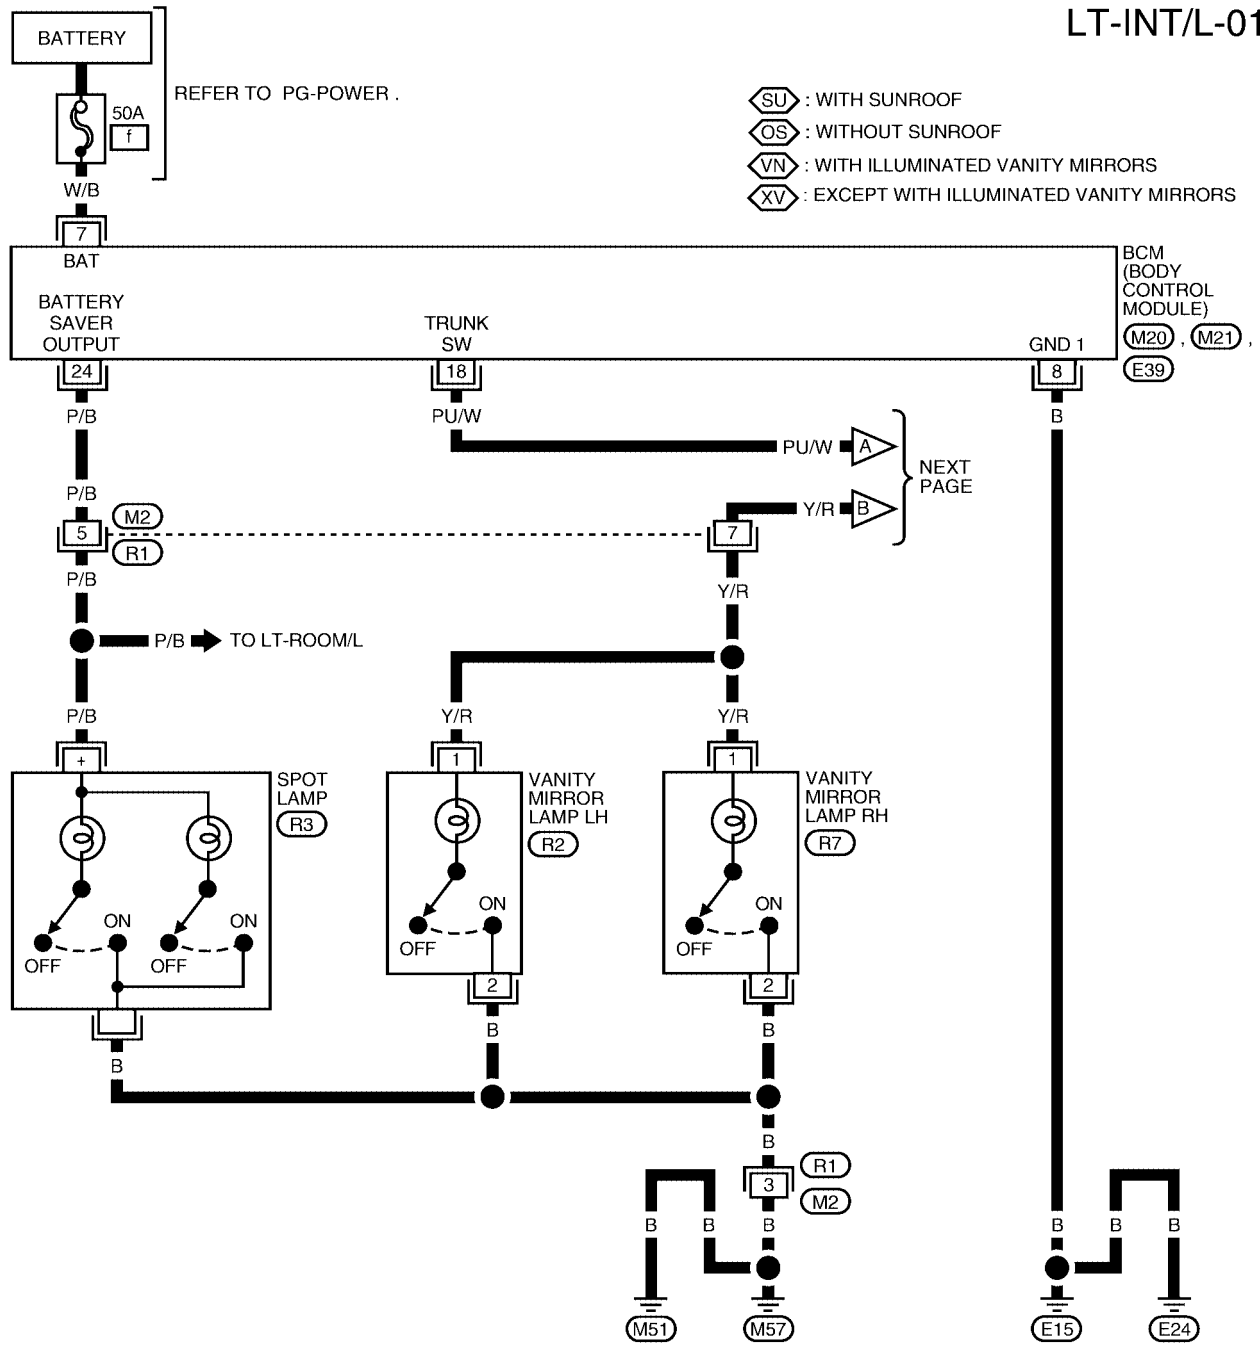 LT-INT/L-01
BATTERY
REFER TO PG-POWER .
50A
f
SU : WITH SUNROOF
OS : WITHOUT SUNROOF
VN : WITH ILLUMINATED VANITY MIRRORS
XV : EXCEPT WITH ILLUMINATED VANITY MIRRORS
W/B
7
BAT
BATTERY
SAVER
OUTPUT
TRUNK
SW
GND 1
BCM
(BODY
CONTROL
MODULE)
M20 , M21 ,
E39
24
18
8
P/B
PU/W
B
PU/W
A
NEXT
PAGE
P/B
Y/R
B
5
M2
R1
7
P/B
Y/R
P/B
TO LT-ROOM/L
P/B
Y/R
Y/R
+
1
1
SPOT
LAMP
R3
VANITY
MIRROR
LAMP LH
R2
VANITY
MIRROR
LAMP RH
R7
ON
ON
OFF
OFF
ON
OFF
ON
OFF
2
2
B
B
B
B
R1
3
M2
B
B
B
B
B
B
M51
M57
E15
E24